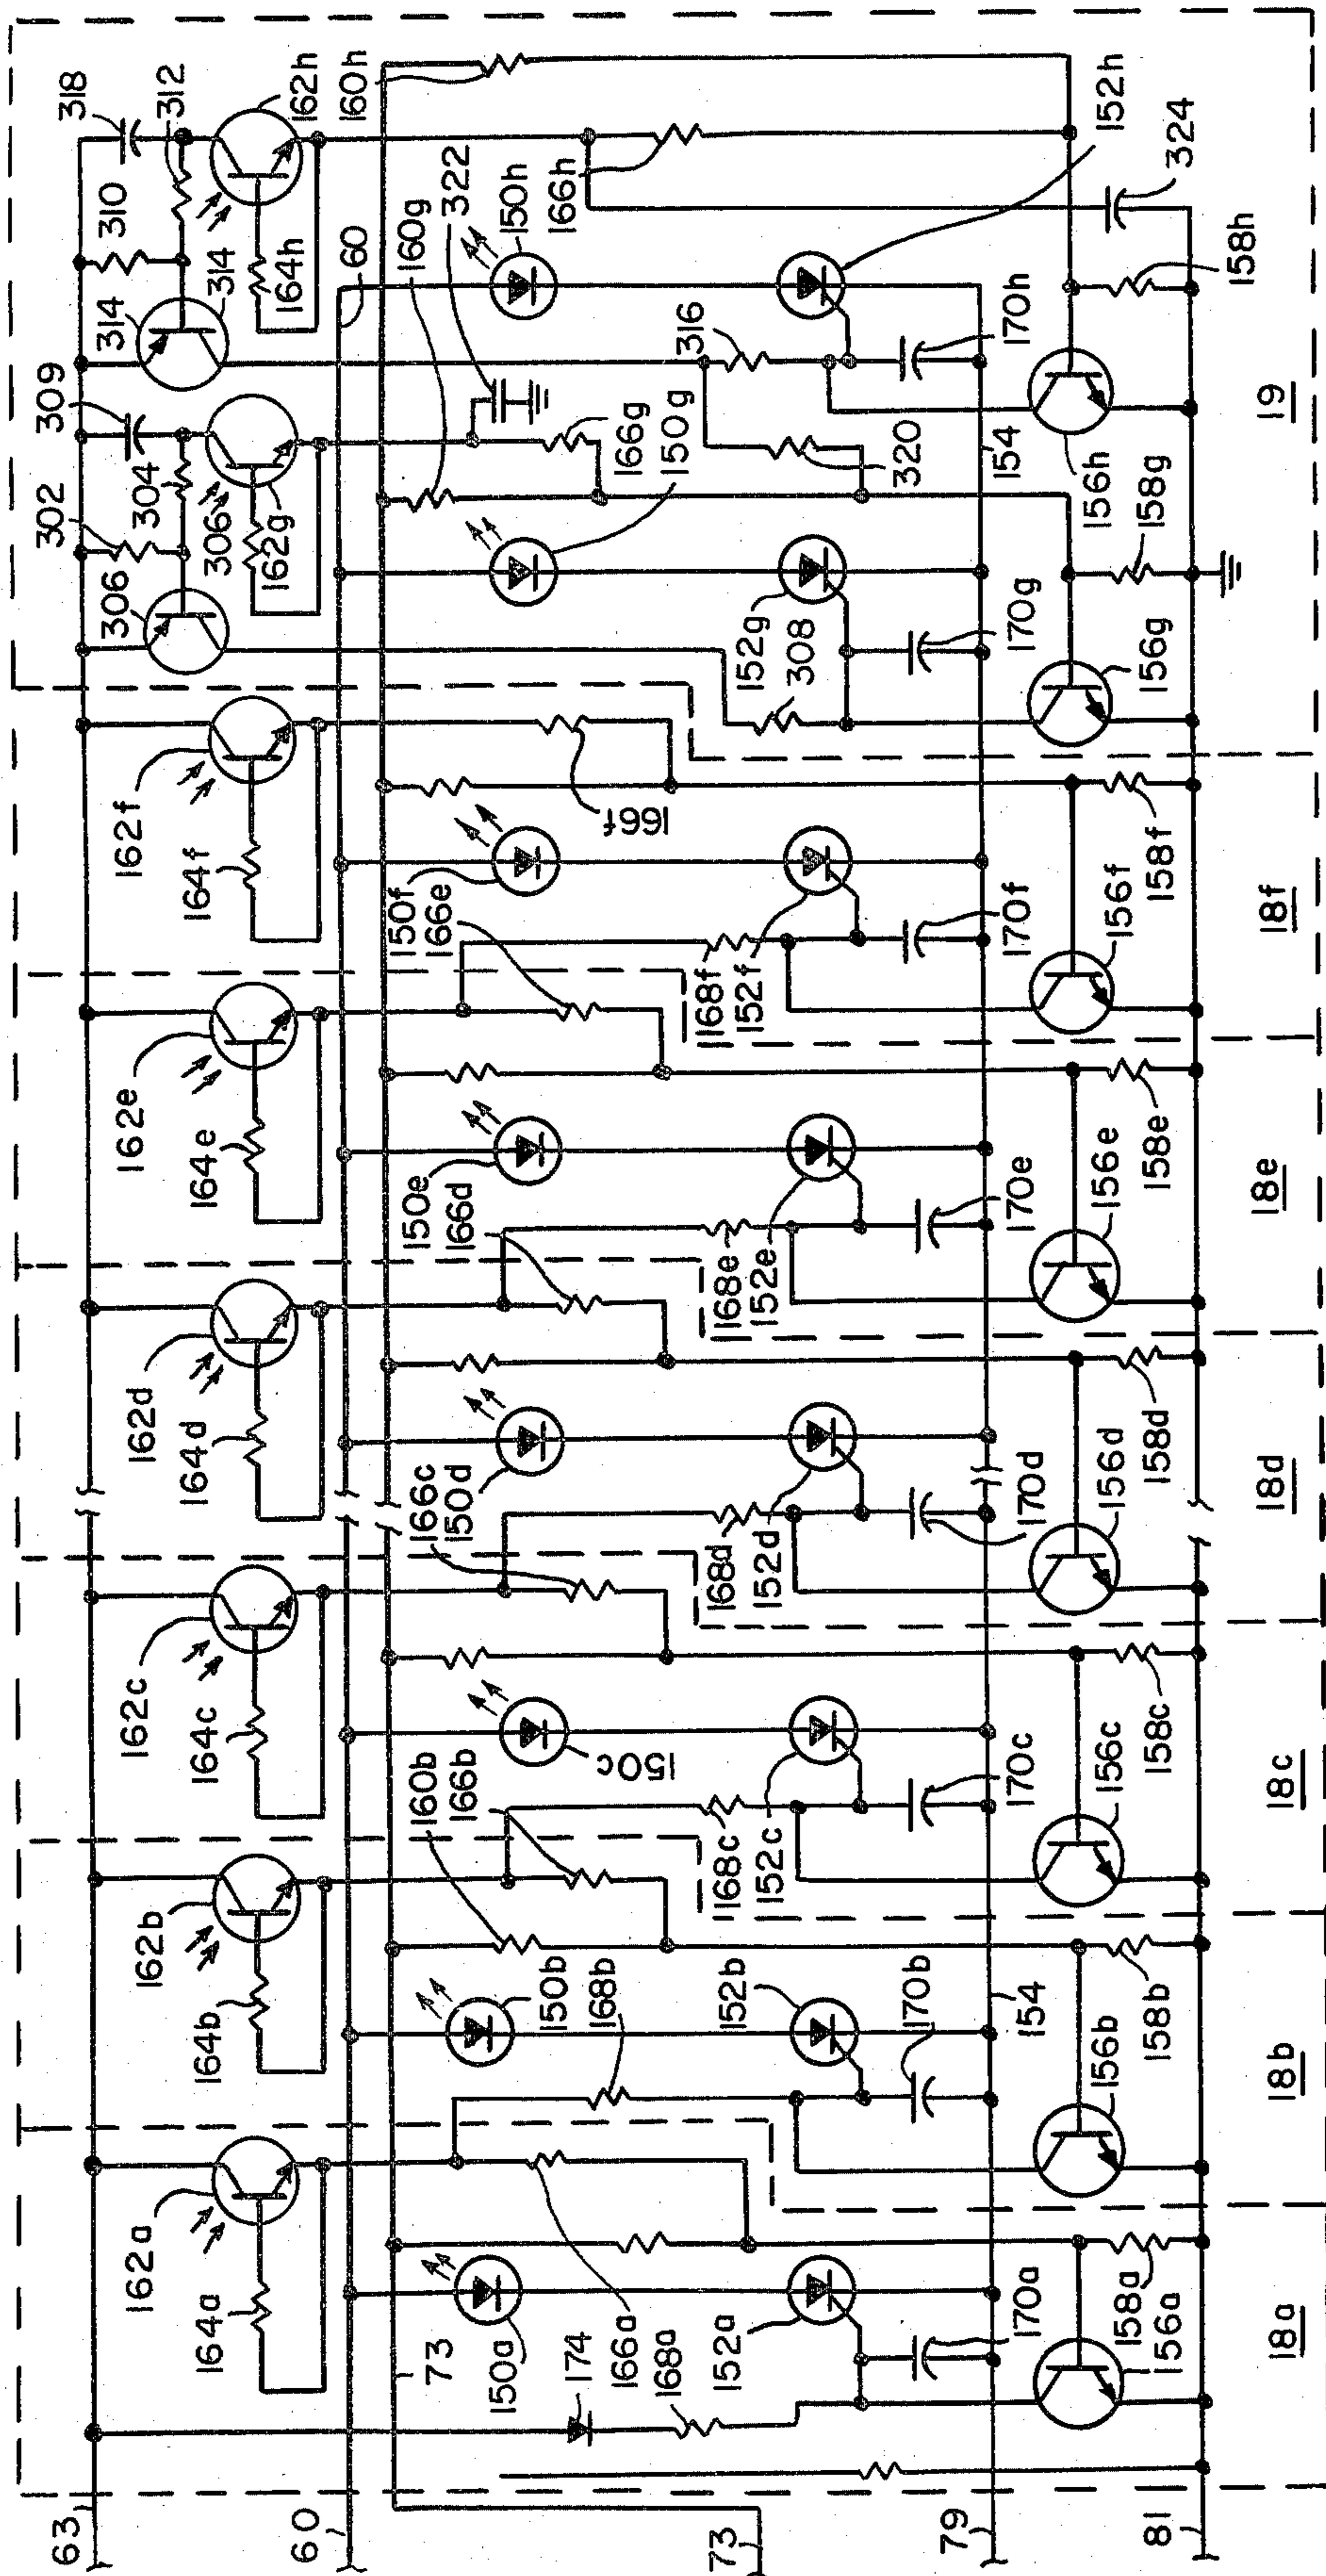 63
162a
162b
162c
162d
162e
162f
306
302
309
314
310
318
312
164a
164b
164c
164d
164e
164f
304
306
162g
314
164h
162h
60
60
160h
73
73
150a
174
166a
168a
150b
168b
160b
166b
150c
166c
150d
166d
150e
166e
150f
166f
160g
322
166g
150g
150h
166h
152a
152b
168c
152c
168d
152d
168e
152e
168f
152f
152g
308
316
320
152h
170a
170b
170c
170d
170e
170f
170g
170h
324
79
154
154
158a
156a
156b
158b
156c
158c
156d
158d
156e
158e
156f
158f
156g
158g
156h
158h
81
18a
18b
18c
18d
18e
18f
19